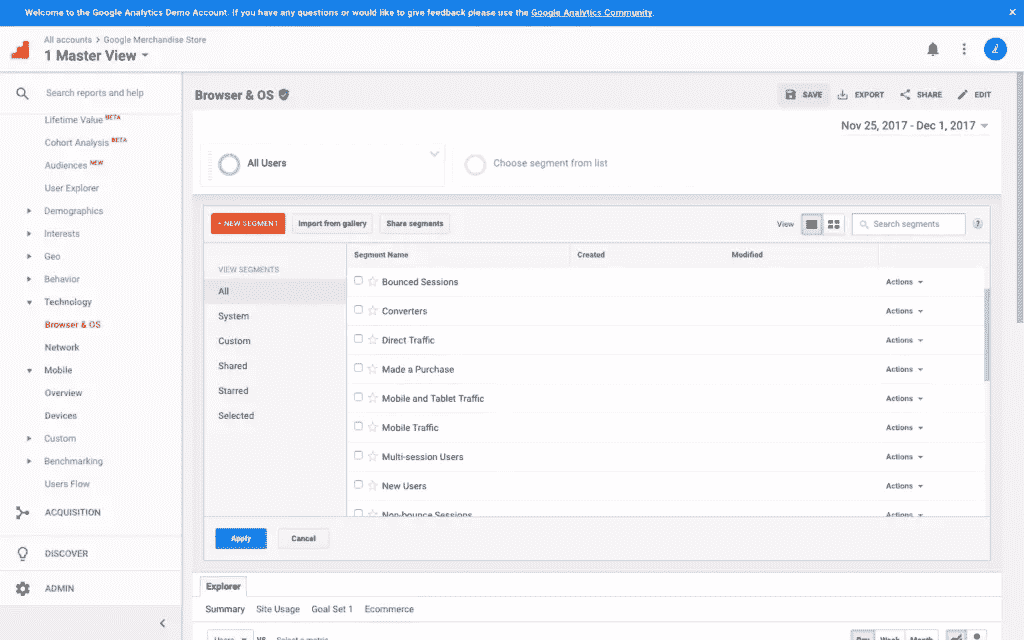 Welcome to the Google Analytics Demo Account. If you have any questions or would like to give feedback please use the Google Analytics Community.
All accounts > Google Merchandise Store
1 Master View
Search reports and help
Lifetime Value BETA
Cohort Analysis BETA
Audiences NEW
User Explorer
Demographics
Interests
Geo
Behavior
Technology
Browser & OS
Network
Mobile
Overview
Devices
Custom
Benchmarking
Users Flow
ACQUISITION
DISCOVER
ADMIN
Browser & OS
SAVE EXPORT SHARE EDIT
Nov 25, 2017 - Dec 1, 2017
All Users
Choose segment from list
+ NEW SEGMENT Import from gallery Share segments View Search segments ?
VIEW SEGMENTS
All
System
Custom
Shared
Starred
Selected
Segment Name Created Modified
Bounced Sessions Actions
Converters Actions
Direct Traffic Actions
Made a Purchase Actions
Mobile and Tablet Traffic Actions
Mobile Traffic Actions
Multi-session Users Actions
New Users Actions
Non-bounce Sessions Actions
Apply Cancel
Explorer
Summary Site Usage Goal Set 1 Ecommerce
Users VS Select a metric Day Week Month